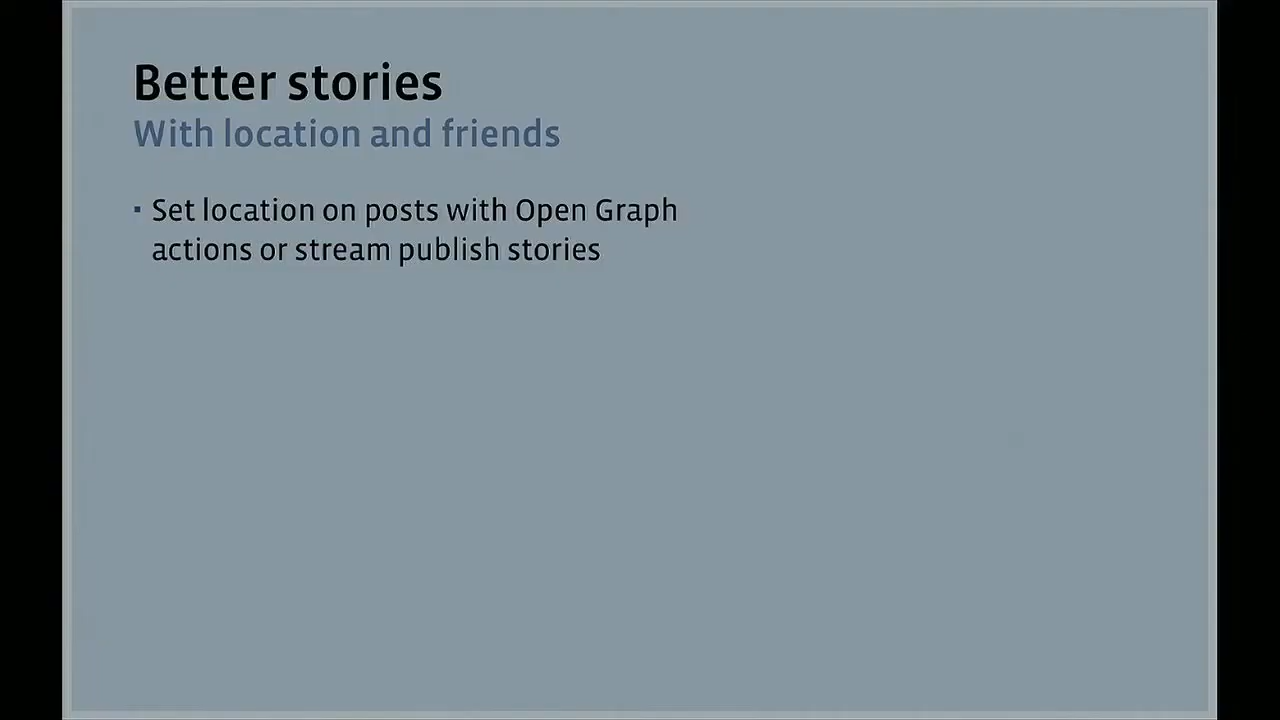 Better stories
With location and friends
▪ Set location on posts with Open Graph
actions or stream publish stories